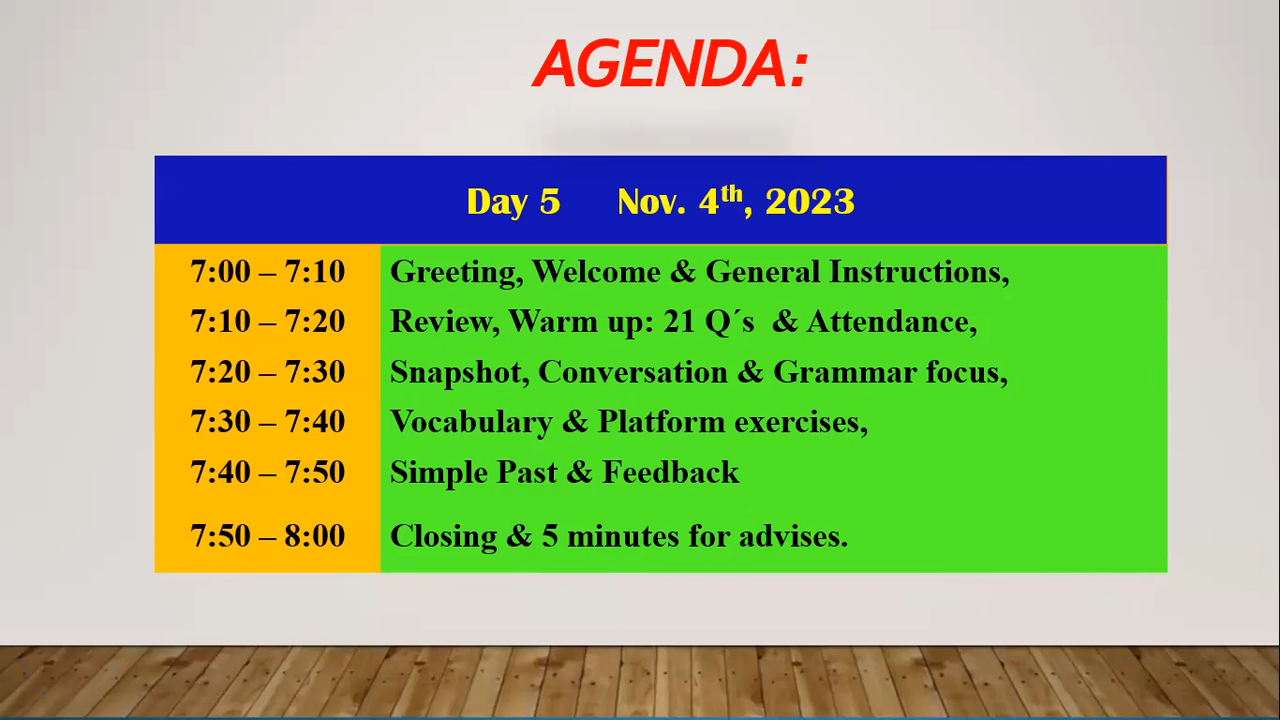 AGENDA:
Day 5 Nov. 4th, 2023
7:00 – 7:10 Greeting, Welcome & General Instructions,
7:10 – 7:20 Review, Warm up: 21 Q´s & Attendance,
7:20 – 7:30 Snapshot, Conversation & Grammar focus,
7:30 – 7:40 Vocabulary & Platform exercises,
7:40 – 7:50 Simple Past & Feedback
7:50 – 8:00 Closing & 5 minutes for advises.